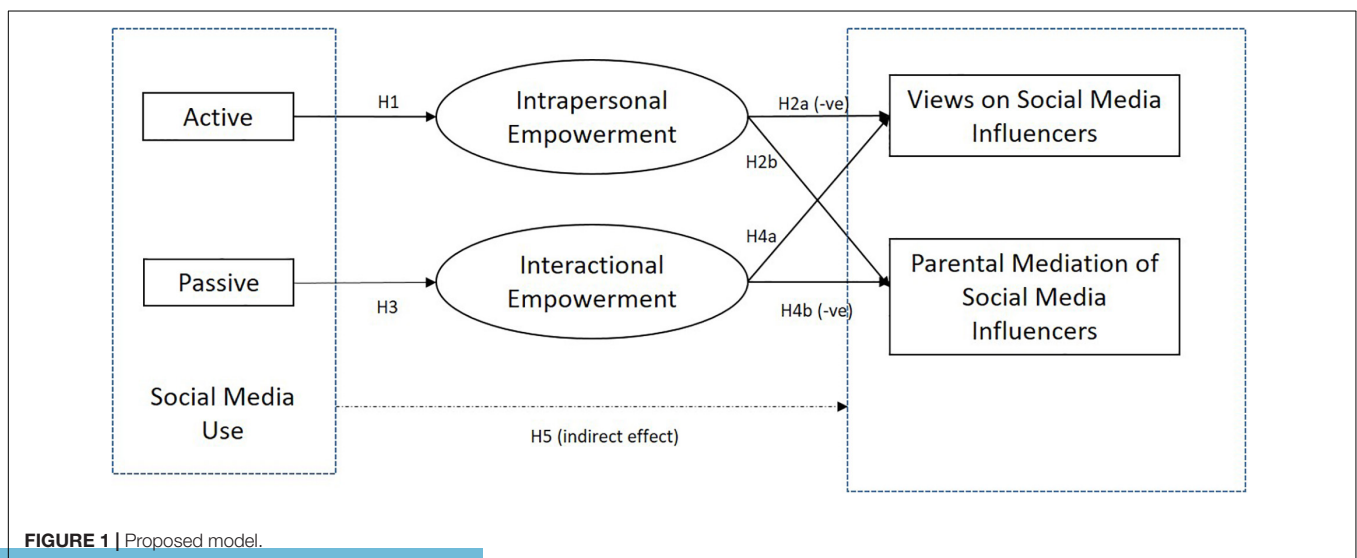 Active
H1
Intrapersonal
Empowerment
H2a (-ve)
Views on Social Media
Influencers
H2b
Passive
H3
Interactional
Empowerment
H4a
H4b (-ve)
Parental Mediation of
Social Media
Influencers
Social Media
Use
H5 (indirect effect)
FIGURE 1 | Proposed model.